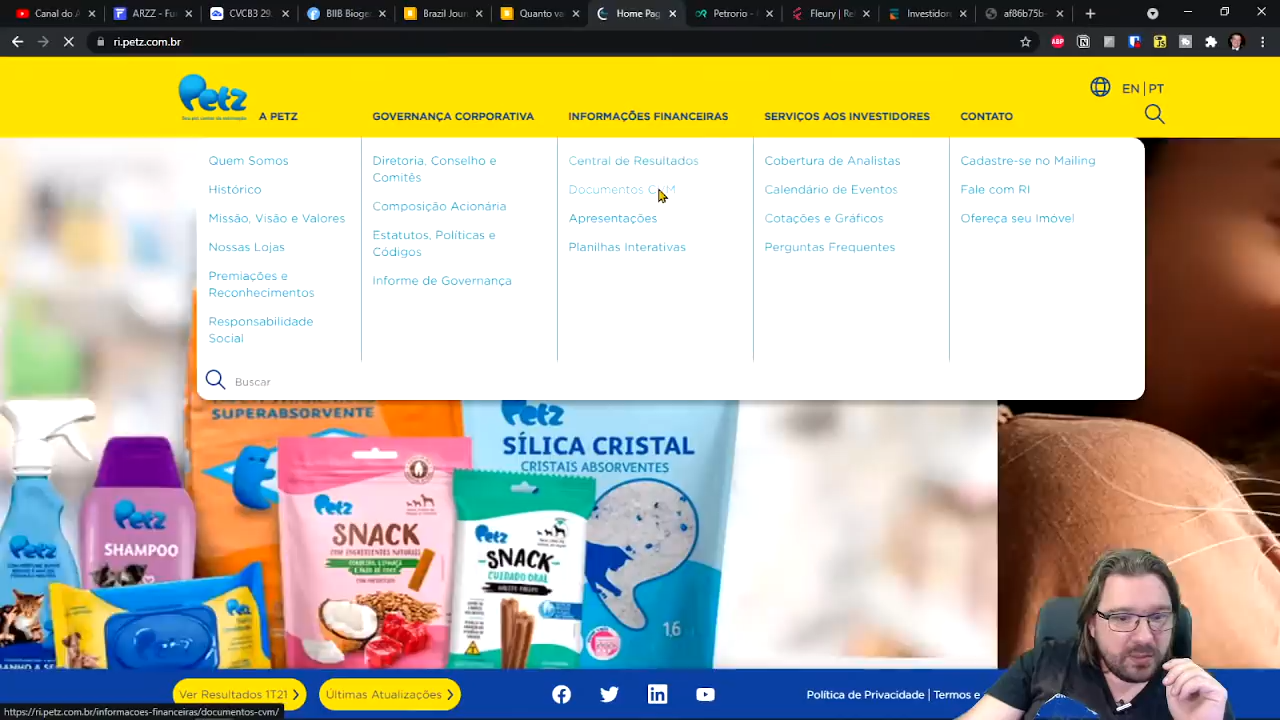 Canal do A
ARZZ - Fu
CVCB3 29.
BIIB Bioge
Brazil Jour
Quanto va
Home Pag
Petrorio -
Fleury | Re
Investidor
af86b75b-
ri.petz.com.br
Petz
EN | PT
A PETZ
GOVERNANÇA CORPORATIVA
INFORMAÇÕES FINANCEIRAS
SERVIÇOS AOS INVESTIDORES
CONTATO
Quem Somos
Histórico
Missão, Visão e Valores
Nossas Lojas
Premiações e
Reconhecimentos
Responsabilidade
Social
Diretoria, Conselho e
Comitês
Composição Acionária
Estatutos, Políticas e
Códigos
Informe de Governança
Central de Resultados
Documentos CVM
Apresentações
Planilhas Interativas
Cobertura de Analistas
Calendário de Eventos
Cotações e Gráficos
Perguntas Frequentes
Cadastre-se no Mailing
Fale com RI
Ofereça seu Imóvel
Buscar
SUPERABSORVENTE
Petz
SÍLICA CRISTAL
CRISTAIS ABSORVENTES
Petz
SNACK
Petz
SHAMPOO
Petz
SNACK
CUIDADO ORAL
Petz
1,6
Ver Resultados 1T21
Últimas Atualizações
Política de Privacidade | Termos e
https://ri.petz.com.br/informacoes-financeiras/documentos-cvm/